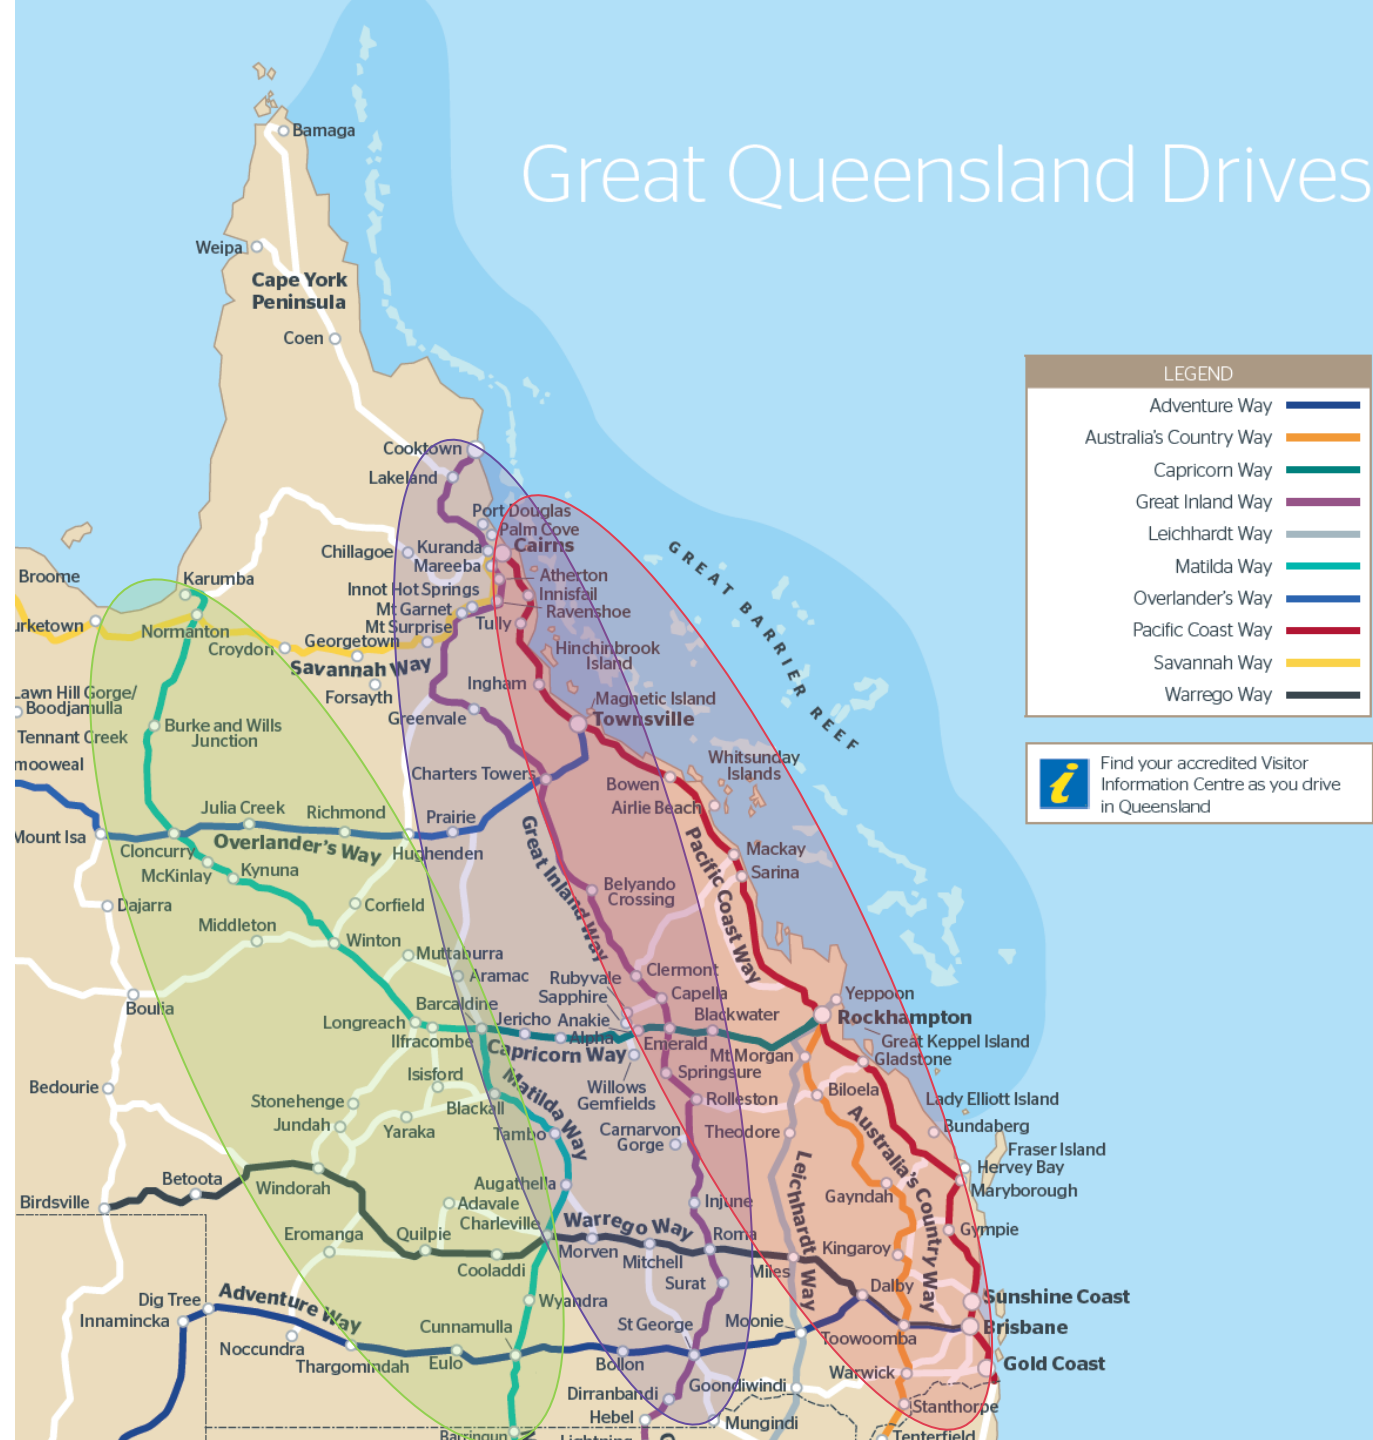 Great Queensland Drives
Bamaga
Weipa
Cape York
Peninsula
Coen
LEGEND
Adventure Way
Australia's Country Way
Capricorn Way
Great Inland Way
Leichhardt Way
Matilda Way
Overlander's Way
Pacific Coast Way
Savannah Way
Warrego Way
Find your accredited Visitor
Information Centre as you drive
in Queensland
Cooktown
Lakeland
Port Douglas
Palm Cove
Cairns
Chillagoe
Kuranda
Mareeba
Atherton
Innot Hot Springs
Innisfail
Mt Garnet
Ravenshoe
Mt Surprise
Tully
GREAT BARRIER REEF
Broome
Karumba
urketown
Normanton
Croydon
Georgetown
Savannah Way
Forsayth
Hinchinbrook
Island
Ingham
Magnetic Island
Townsville
Greenvale
Lawn Hill Gorge/
Boodjamulla
Tennant Creek
mooweal
Burke and Wills
Junction
Charters Towers
Whitsunday
Islands
Bowen
Airlie Beach
Mount Isa
Julia Creek
Richmond
Prairie
Overlander's Way
Hughenden
Cloncurry
McKinlay
Kynuna
Great Inland Way
Pacific Coast Way
Mackay
Sarina
Dajarra
Corfield
Belyando
Crossing
Middleton
Winton
Muttaburra
Aramac
Rubyvale
Sapphire
Clermont
Capella
Boulia
Barcaldine
Longreach
Ilfracombe
Jericho
Anakie
Alpha
Blackwater
Emerald
Capricorn Way
Yeppoon
Rockhampton
Great Keppel Island
Gladstone
Mt Morgan
Springsure
Bedourie
Isisford
Matilda Way
Willows
Gemfields
Rolleston
Biloela
Lady Elliott Island
Stonehenge
Blackall
Jundah
Yaraka
Tambo
Carnarvon
Gorge
Theodore
Australia's Country Way
Bundaberg
Fraser Island
Hervey Bay
Maryborough
Leichhardt Way
Betoota
Windorah
Birdsville
Augathella
Adavale
Charleville
Injune
Gayndah
Gympie
Eromanga
Quilpie
Warrego Way
Morven
Mitchell
Roma
Kingaroy
Cooladdi
Surat
Miles
Dalby
Sunshine Coast
Brisbane
Gold Coast
Dig Tree
Innamincka
Adventure Way
Wyandra
Noccundra
Thargomindah
Cunnamulla
Eulo
St George
Moonie
Toowoomba
Bollon
Warwick
Dirranbandi
Goondiwindi
Hebel
Mungindi
Stanthorpe
Barringun
Lightning
Tenterfield